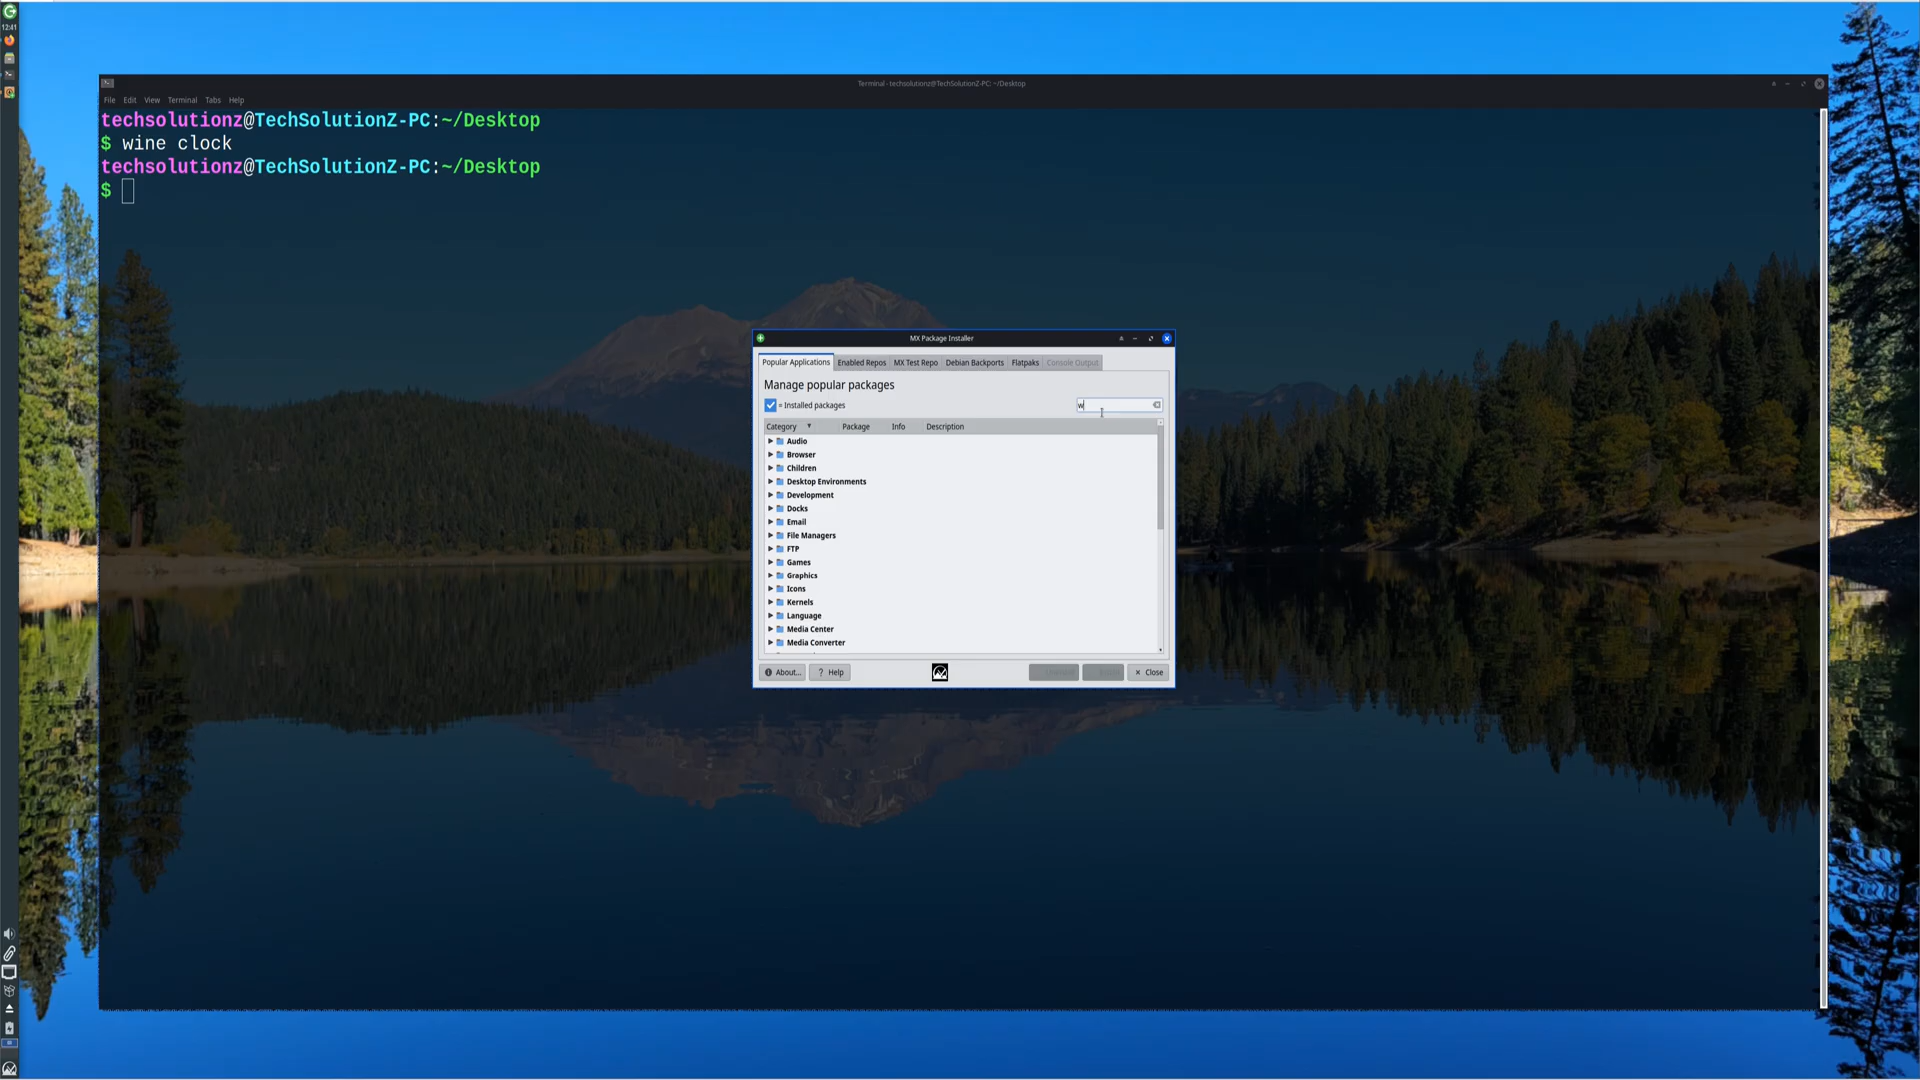 12:41
Terminal - techsolutionz@TechSolutionZ-PC: ~/Desktop
File Edit View Terminal Tabs Help
techsolutionz@TechSolutionZ-PC:~/Desktop
$ wine clock
techsolutionz@TechSolutionZ-PC:~/Desktop
$
MX Package Installer
Popular Applications Enabled Repos MX Test Repo Debian Backports Flatpaks Console Output
Manage popular packages
= Installed packages w
Category Package Info Description
Audio
Browser
Children
Desktop Environments
Development
Docks
Email
File Managers
FTP
Games
Graphics
Icons
Kernels
Language
Media Center
Media Converter
About... ? Help Close